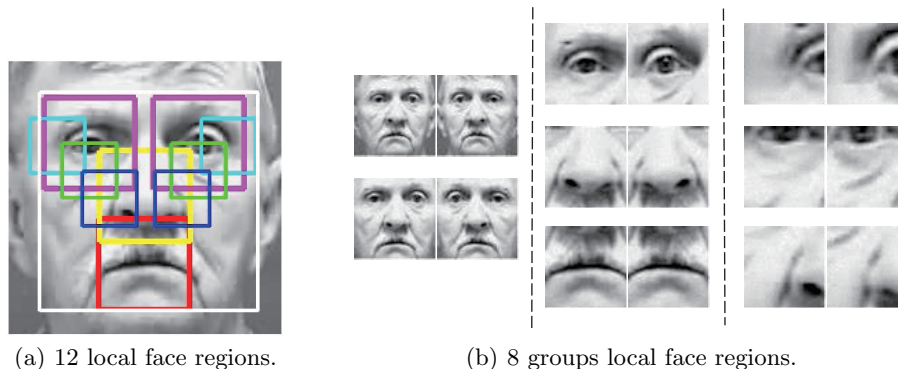 (a) 12 local face regions.
(b) 8 groups local face regions.